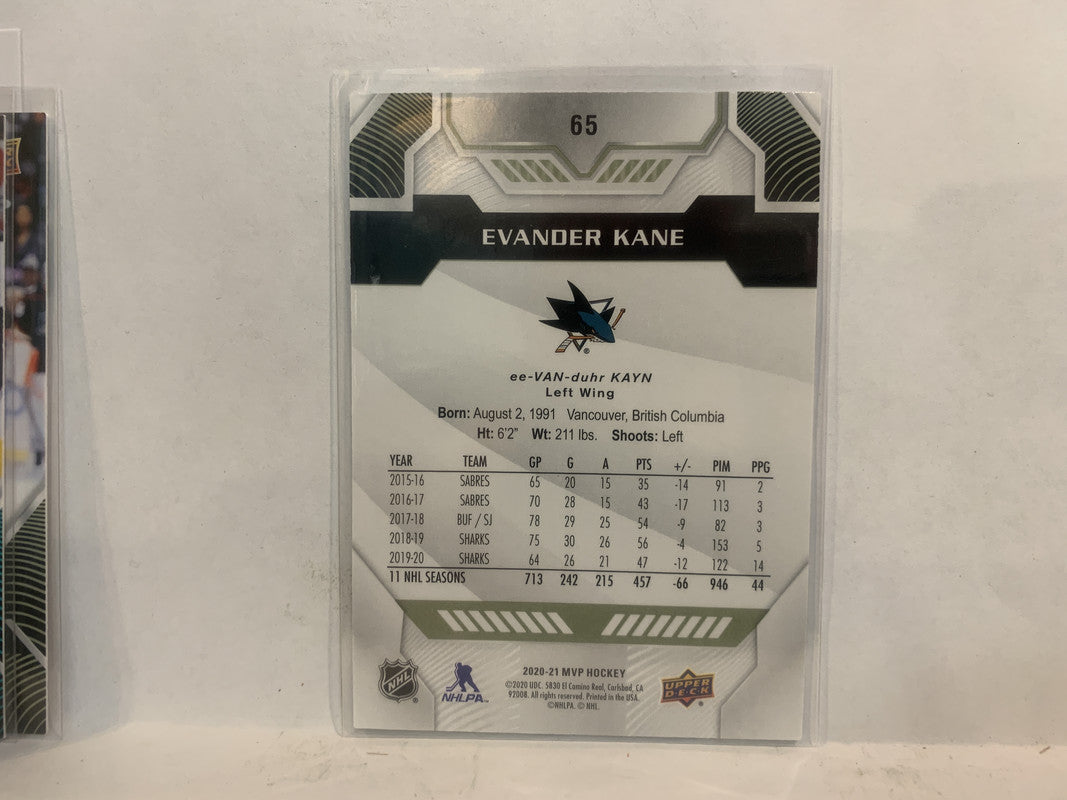 65
EVANDER KANE
ee-VAN-duhr KAYN
Left Wing
Born: August 2, 1991 Vancouver, British Columbia
Ht: 6'2" Wt: 211 lbs. Shoots: Left
YEAR TEAM GP G A PTS +/- PIM PPG
2015-16 SABRES 65 20 15 35 -14 91 2
2016-17 SABRES 70 28 15 43 -17 113 3
2017-18 BUF / SJ 78 29 25 54 -9 82 3
2018-19 SHARKS 75 30 26 56 -4 153 5
2019-20 SHARKS 64 26 21 47 -12 122 14
11 NHL SEASONS 713 242 215 457 -66 946 44
NHL
NHLPA
2020-21 MVP HOCKEY
©2020 UDC. 5830 El Camino Real, Carlsbad, CA
92008. All rights reserved. Printed in the USA.
©NHLPA. © NHL.
UPPER
DECK